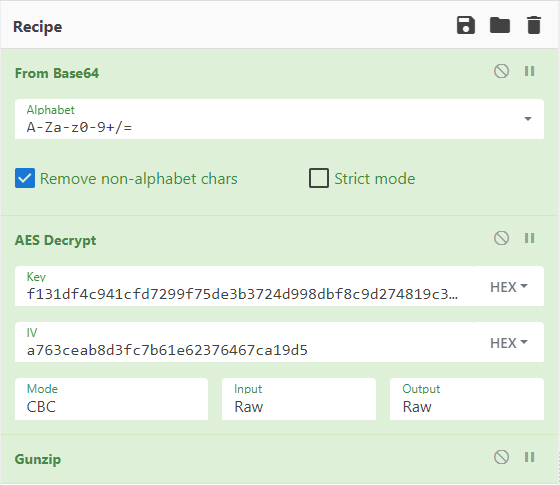 Recipe
From Base64
Alphabet
A-Za-z0-9+/=
Remove non-alphabet chars
Strict mode
AES Decrypt
Key
f131df4c941cfd7299f75de3b3724d998dbf8c9d274819c3…
HEX
IV
a763ceab8d3fc7b61e62376467ca19d5
HEX
Mode
Input
Output
CBC
Raw
Raw
Gunzip